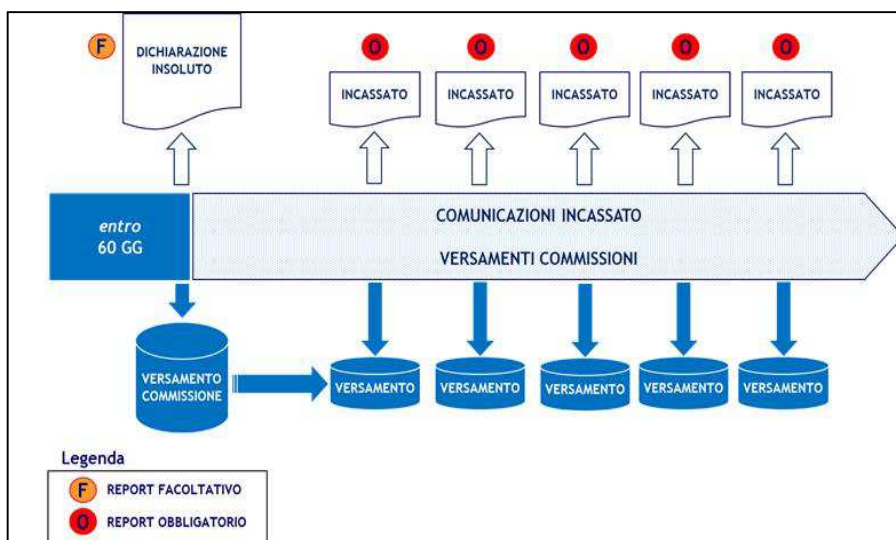 F
DICHIARAZIONE
INSOLUTO
O
O
O
O
O
INCASSATO
INCASSATO
INCASSATO
INCASSATO
INCASSATO
entro
60 GG
COMUNICAZIONI INCASSATO
VERSAMENTI COMMISSIONI
VERSAMENTO
COMMISSIONE
VERSAMENTO
VERSAMENTO
VERSAMENTO
VERSAMENTO
VERSAMENTO
Legenda
F REPORT FACOLTATIVO
O REPORT OBBLIGATORIO